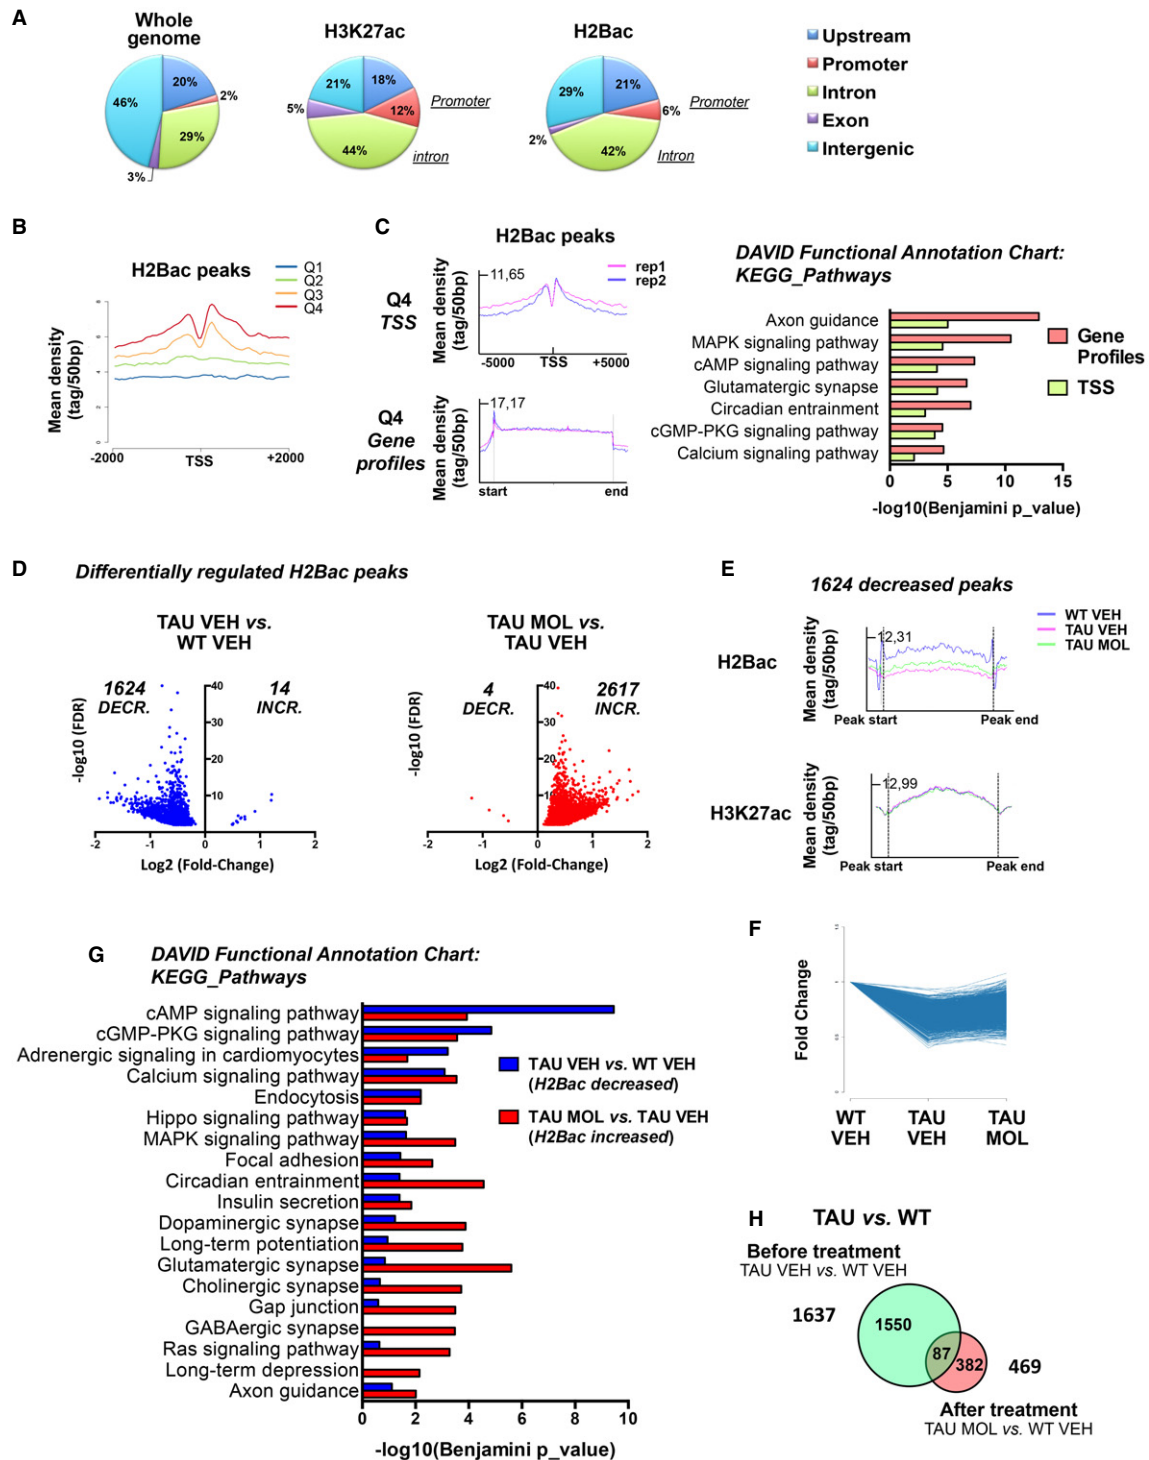 A
Whole
genome
46%
20%
2%
29%
3%
H3K27ac
21%
18%
5%
12%
44%
Promoter
intron
H2Bac
29%
21%
6%
2%
42%
Promoter
Intron
Upstream
Promoter
Intron
Exon
Intergenic
B
H2Bac peaks
Q1
Q2
Q3
Q4
Mean density
(tag/50bp)
8
6
4
2
0
-2000
TSS
+2000
C
H2Bac peaks
rep1
rep2
Q4
TSS
Mean density
(tag/50bp)
11,65
-5000
TSS
+5000
Q4
Gene
profiles
Mean density
(tag/50bp)
17,17
start
end
DAVID Functional Annotation Chart:
KEGG_Pathways
Axon guidance
MAPK signaling pathway
cAMP signaling pathway
Glutamatergic synapse
Circadian entrainment
cGMP-PKG signaling pathway
Calcium signaling pathway
Gene
Profiles
TSS
0 5 10 15
-log10(Benjamini p_value)
D
Differentially regulated H2Bac peaks
TAU VEH vs.
WT VEH
1624
DECR.
14
INCR.
-log10 (FDR)
40
30
20
10
-2 -1 0 1 2
Log2 (Fold-Change)
TAU MOL vs.
TAU VEH
4
DECR.
2617
INCR.
-log10 (FDR)
40
30
20
10
-2 -1 0 1 2
Log2 (Fold-Change)
E
1624 decreased peaks
WT VEH
TAU VEH
TAU MOL
H2Bac
Mean density
(tag/50bp)
12,31
Peak start
Peak end
H3K27ac
Mean density
(tag/50bp)
12,99
Peak start
Peak end
F
Fold Change
WT
VEH
TAU
VEH
TAU
MOL
G
DAVID Functional Annotation Chart:
KEGG_Pathways
cAMP signaling pathway
cGMP-PKG signaling pathway
Adrenergic signaling in cardiomyocytes
Calcium signaling pathway
Endocytosis
Hippo signaling pathway
MAPK signaling pathway
Focal adhesion
Circadian entrainment
Insulin secretion
Dopaminergic synapse
Long-term potentiation
Glutamatergic synapse
Cholinergic synapse
Gap junction
GABAergic synapse
Ras signaling pathway
Long-term depression
Axon guidance
TAU VEH vs. WT VEH
(H2Bac decreased)
TAU MOL vs. TAU VEH
(H2Bac increased)
0 2 4 6 8 10
-log10(Benjamini p_value)
H
TAU vs. WT
Before treatment
TAU VEH vs. WT VEH
1637
1550
87
382
469
After treatment
TAU MOL vs. WT VEH